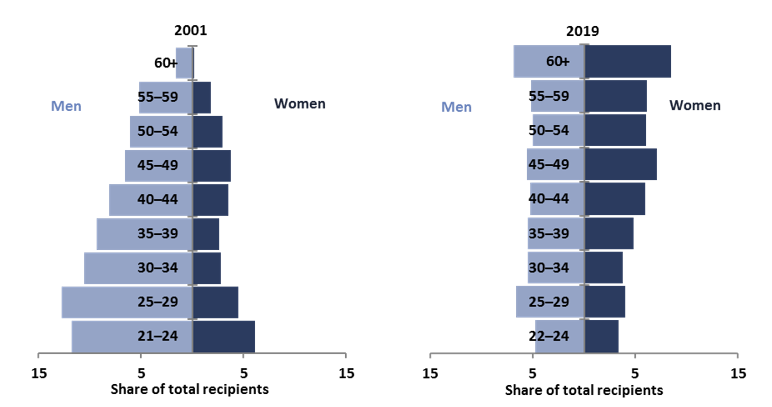 2001
Men
Women
60+
55–59
50–54
45–49
40–44
35–39
30–34
25–29
21–24
15 5 5 15
Share of total recipients
2019
Men
Women
60+
55–59
50–54
45–49
40–44
35–39
30–34
25–29
22–24
15 5 5 15
Share of total recipients